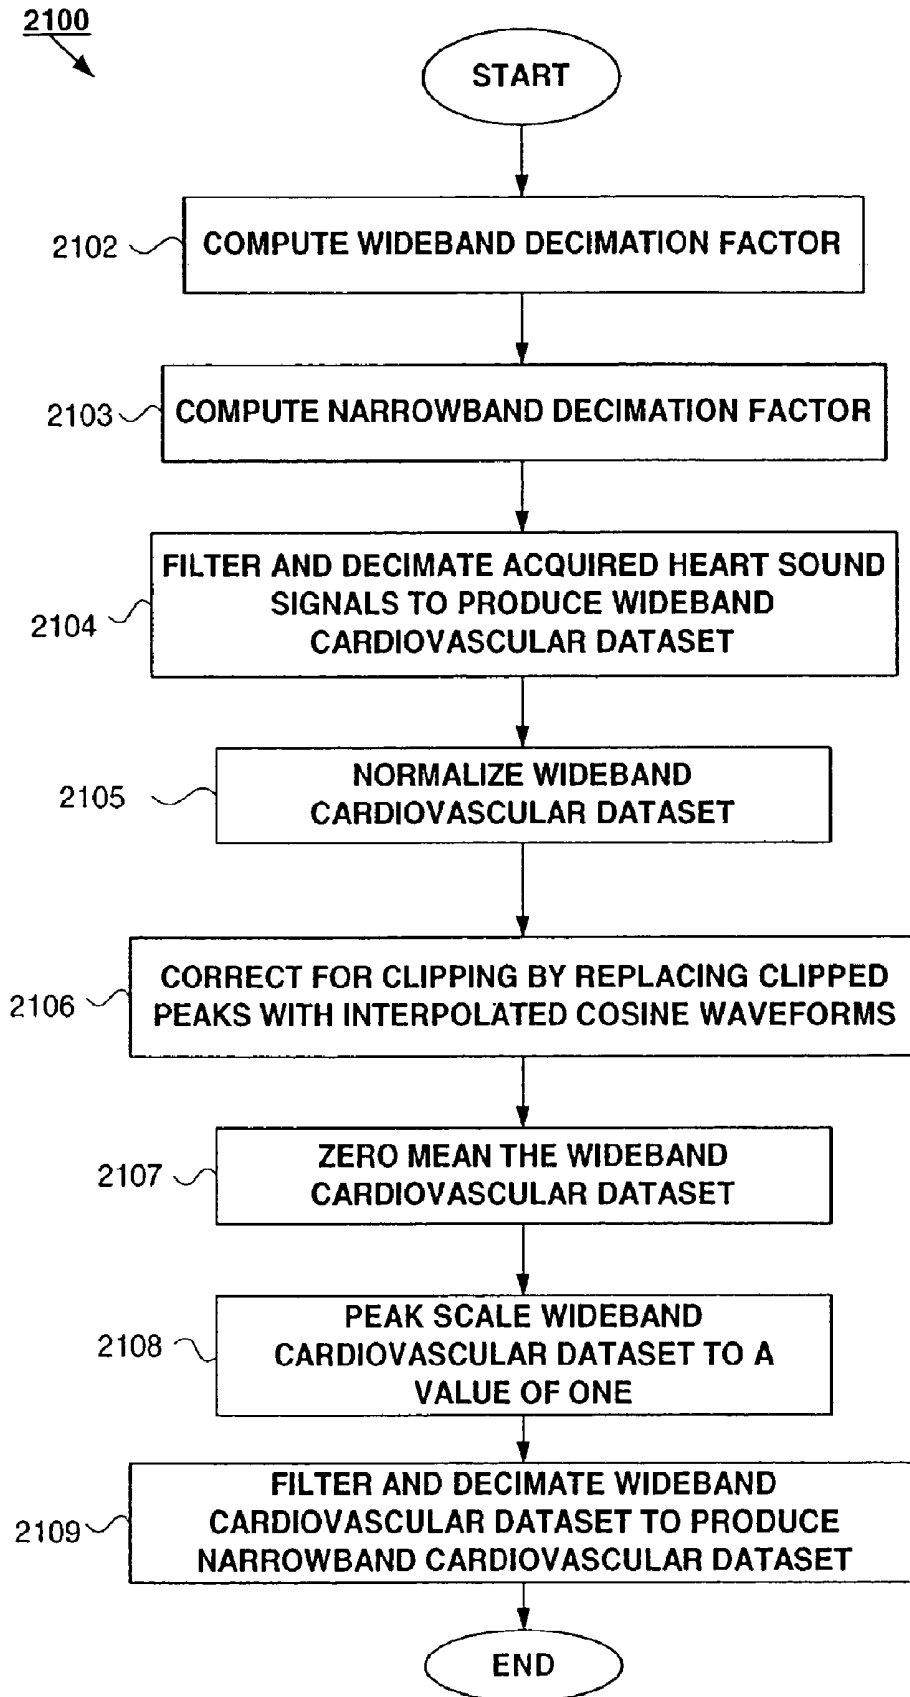 2100
START
2102
COMPUTE WIDEBAND DECIMATION FACTOR
2103
COMPUTE NARROWBAND DECIMATION FACTOR
2104
FILTER AND DECIMATE ACQUIRED HEART SOUND
SIGNALS TO PRODUCE WIDEBAND
CARDIOVASCULAR DATASET
2105
NORMALIZE WIDEBAND
CARDIOVASCULAR DATASET
2106
CORRECT FOR CLIPPING BY REPLACING CLIPPED
PEAKS WITH INTERPOLATED COSINE WAVEFORMS
2107
ZERO MEAN THE WIDEBAND
CARDIOVASCULAR DATASET
2108
PEAK SCALE WIDEBAND
CARDIOVASCULAR DATASET TO A
VALUE OF ONE
2109
FILTER AND DECIMATE WIDEBAND
CARDIOVASCULAR DATASET TO PRODUCE
NARROWBAND CARDIOVASCULAR DATASET
END